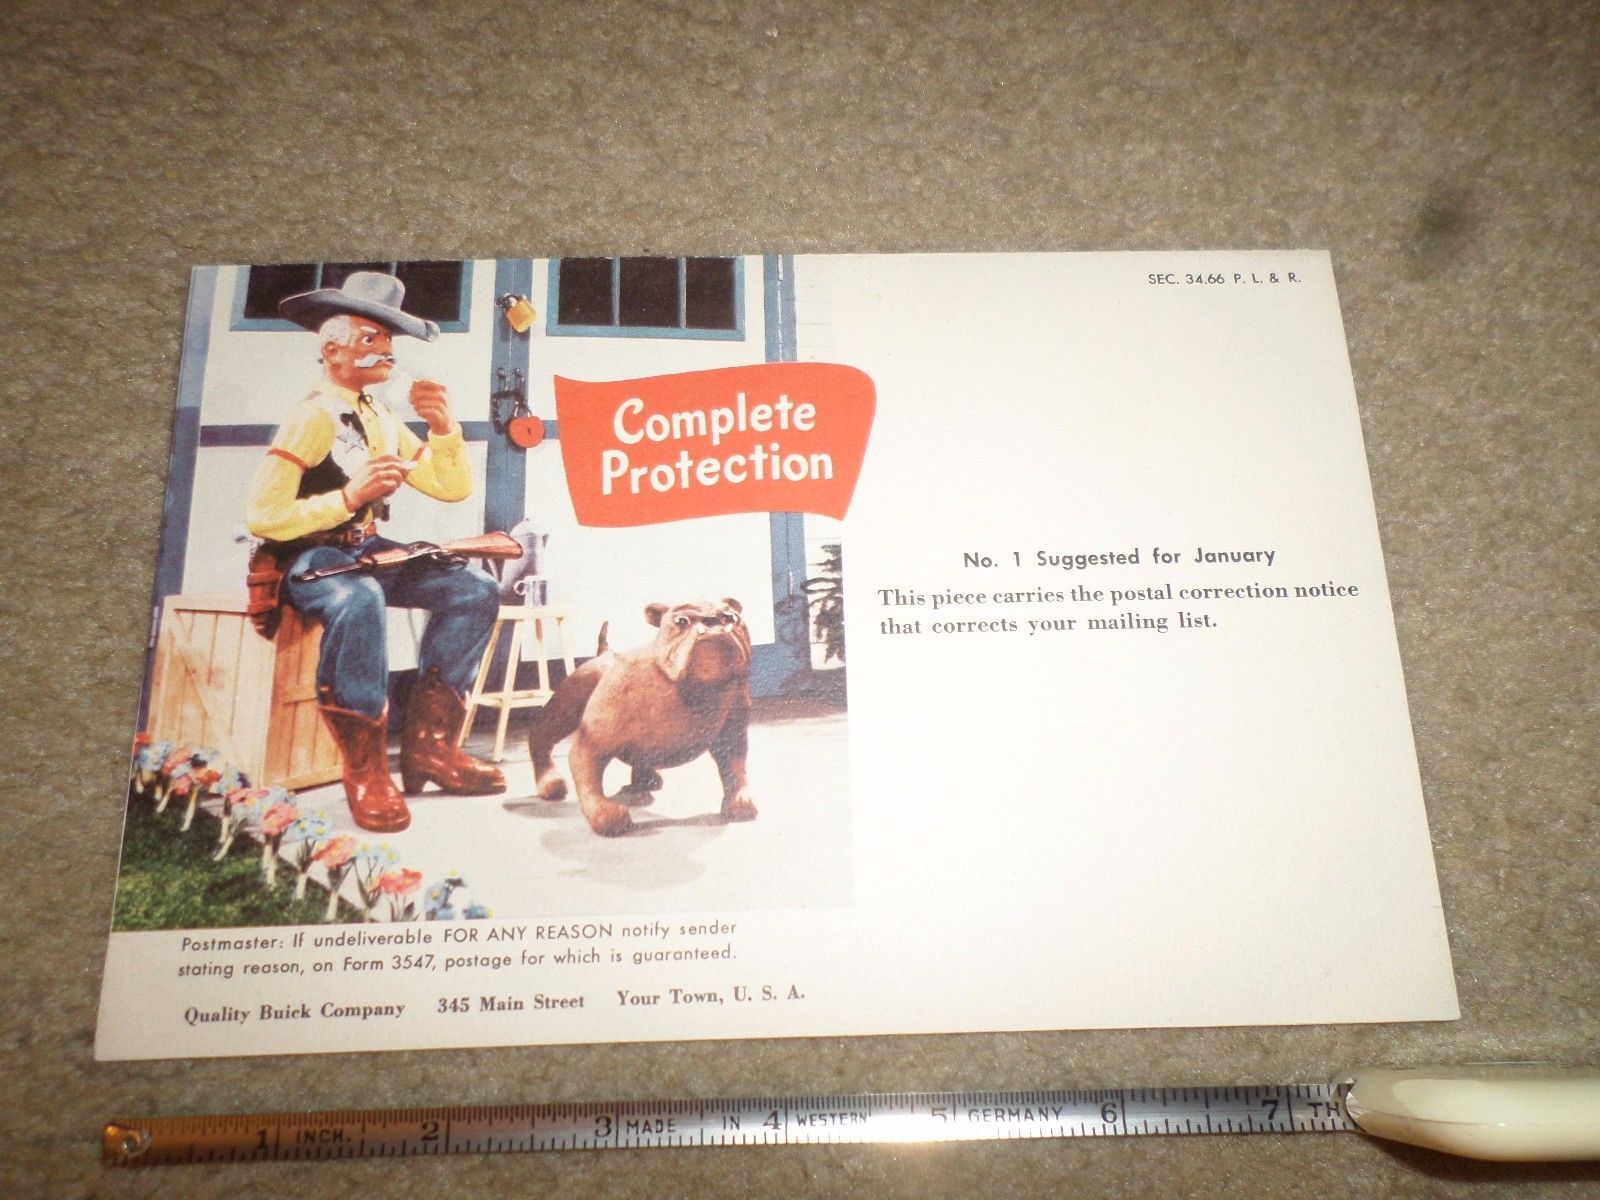 SEC. 34.66 P. L. & R.
Complete
Protection
No. 1 Suggested for January
This piece carries the postal correction notice
that corrects your mailing list.
Postmaster: If undeliverable FOR ANY REASON notify sender
stating reason, on Form 3547, postage for which is guaranteed.
Quality Buick Company 345 Main Street Your Town, U. S. A.
1 INCH. 2 3 MADE IN 4 WESTERN 5 GERMANY 6 7 TH